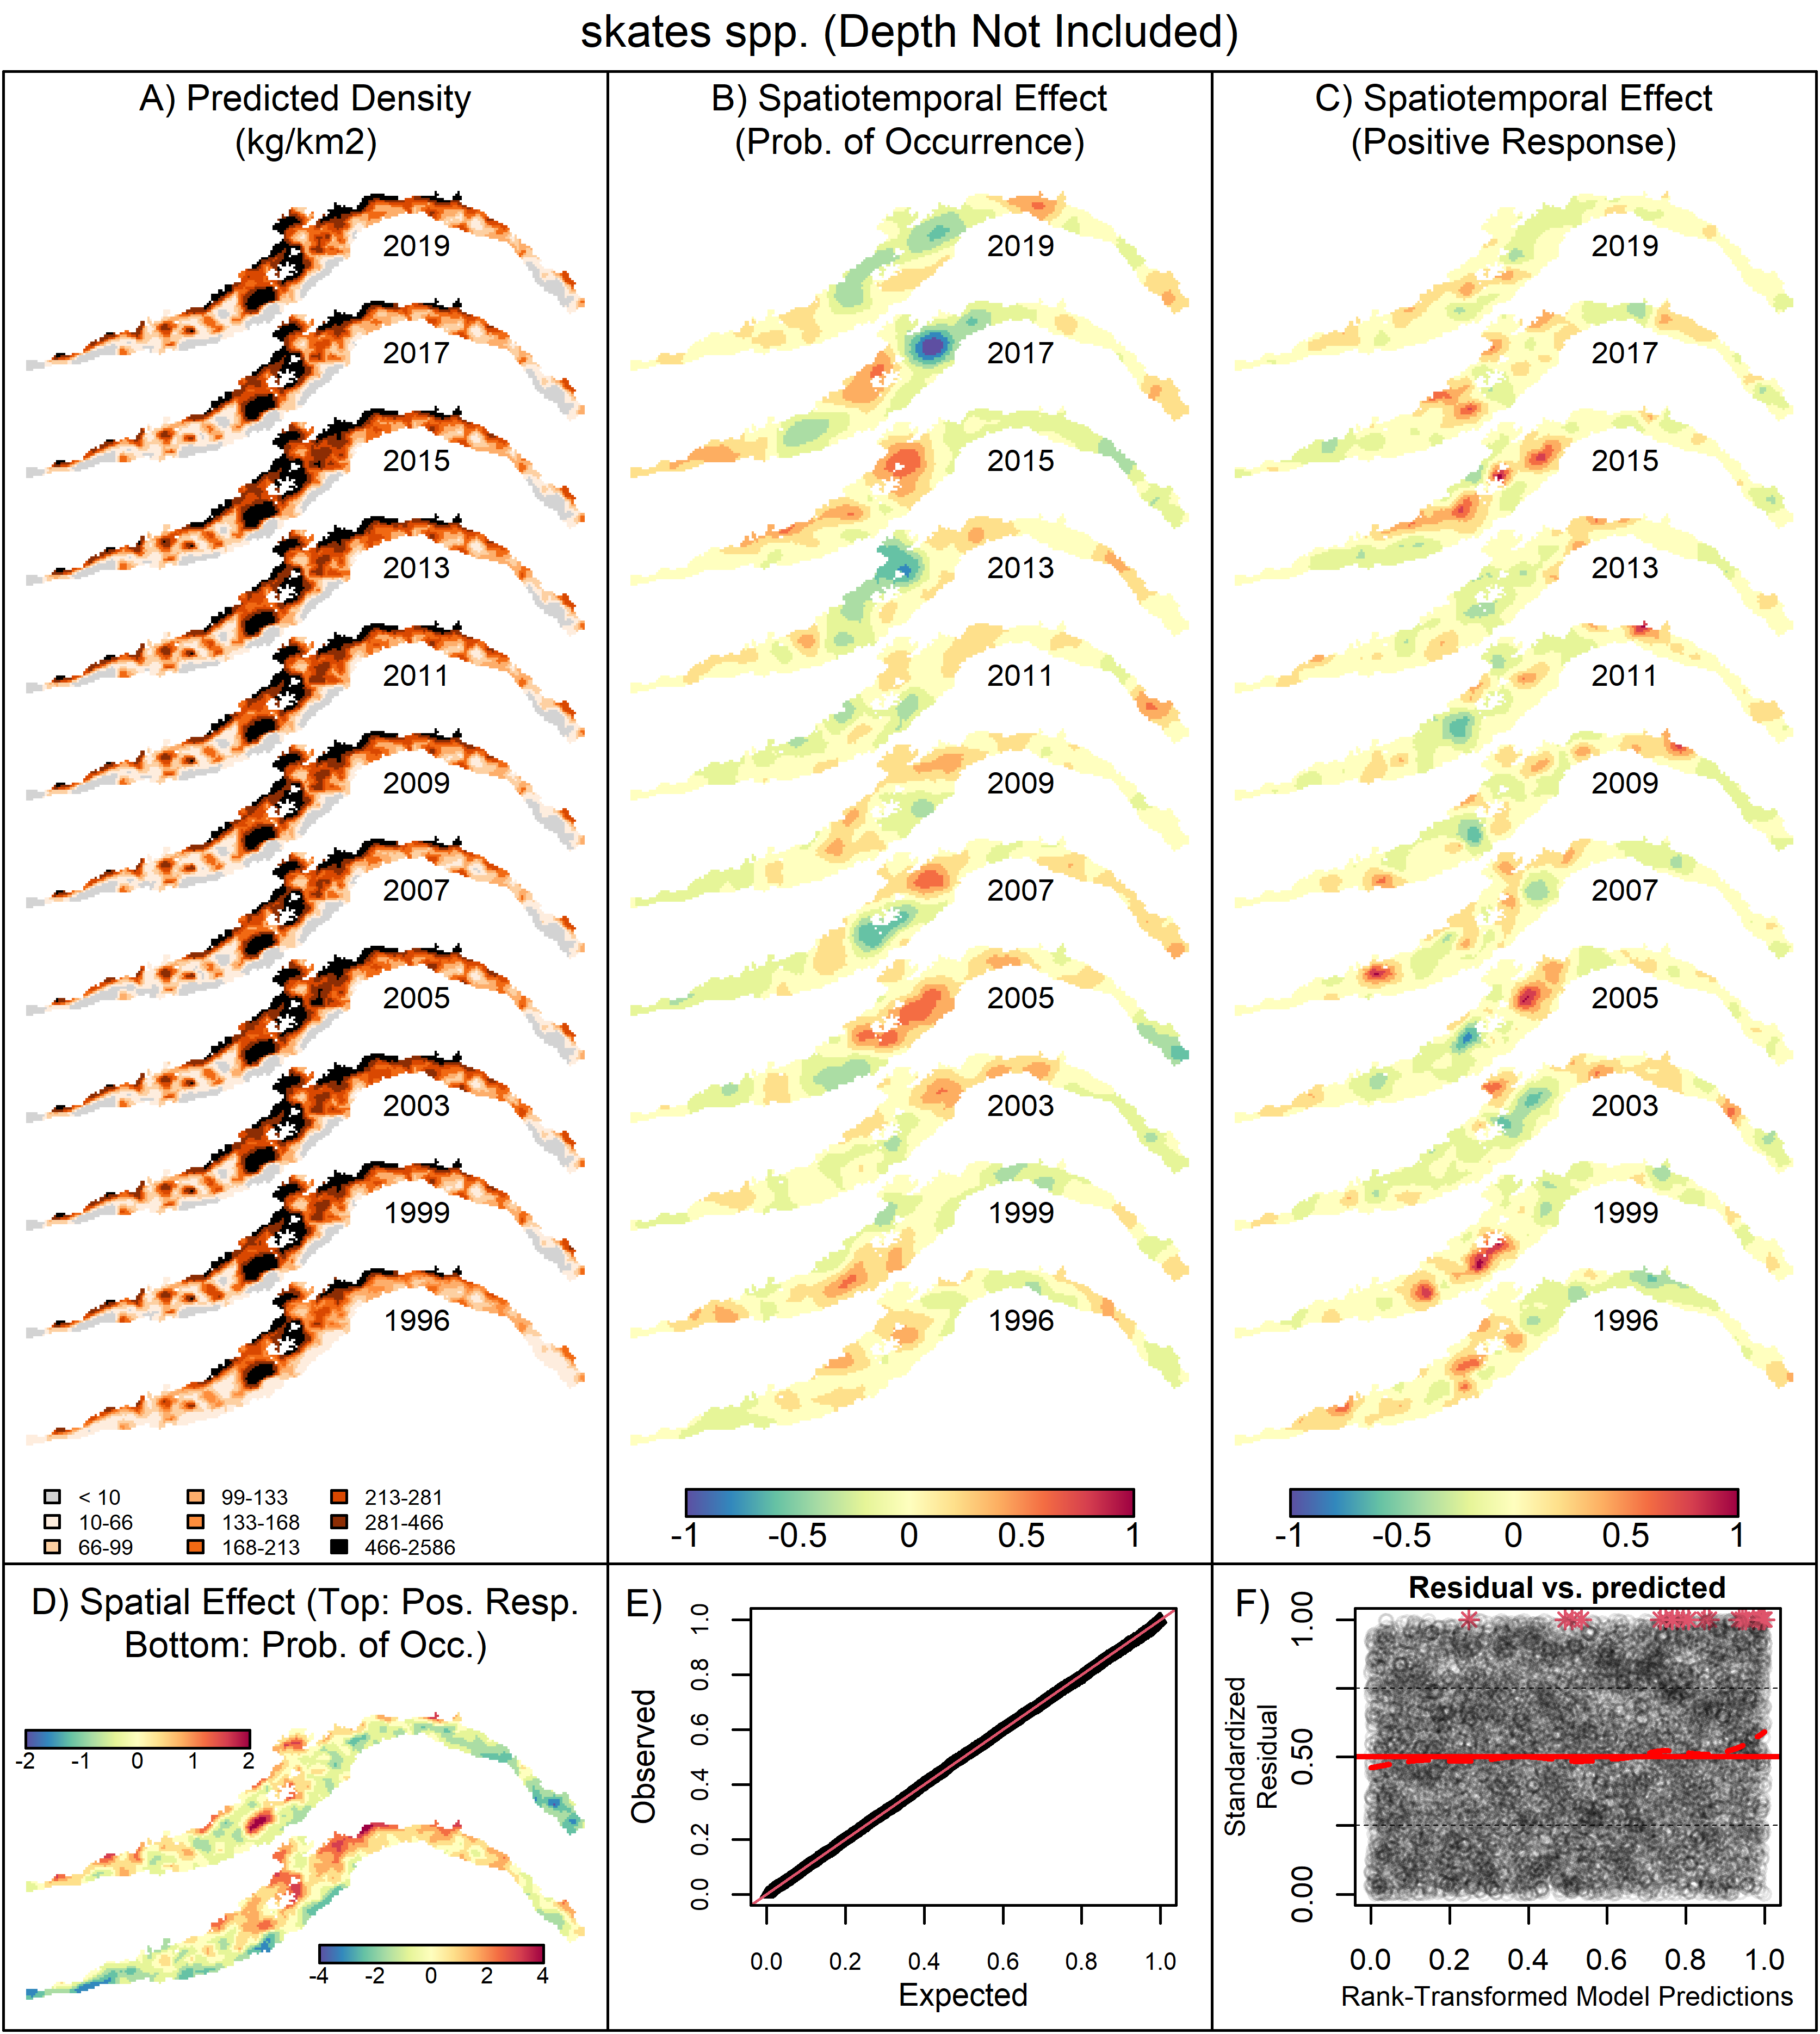 skates spp. (Depth Not Included)
A) Predicted Density
(kg/km2)
2019
2017
2015
2013
2011
2009
2007
2005
2003
1999
1996
< 10
99-133
213-281
10-66
133-168
281-466
66-99
168-213
466-2586
B) Spatiotemporal Effect
(Prob. of Occurrence)
2019
2017
2015
2013
2011
2009
2007
2005
2003
1999
1996
-1 -0.5 0 0.5 1
C) Spatiotemporal Effect
(Positive Response)
2019
2017
2015
2013
2011
2009
2007
2005
2003
1999
1996
-1 -0.5 0 0.5 1
D) Spatial Effect (Top: Pos. Resp.
Bottom: Prob. of Occ.)
-2 -1 0 1 2
-4 -2 0 2 4
E)
Observed
1.0
0.8
0.6
0.4
0.2
0.0
0.0 0.2 0.4 0.6 0.8 1.0
Expected
F)
Residual vs. predicted
Standardized
Residual
1.00
0.50
0.00
0.0 0.2 0.4 0.6 0.8 1.0
Rank-Transformed Model Predictions